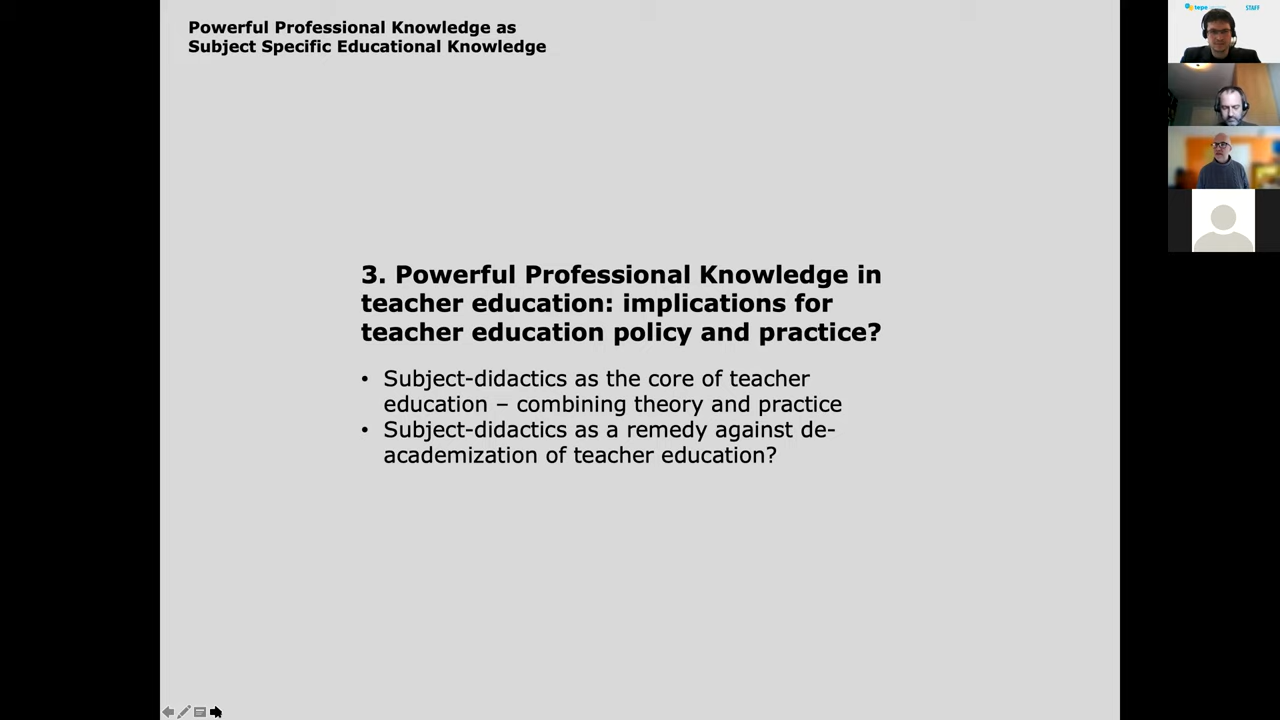 Powerful Professional Knowledge as
Subject Specific Educational Knowledge
tepe
STAFF
3. Powerful Professional Knowledge in
teacher education: implications for
teacher education policy and practice?
• Subject-didactics as the core of teacher
education – combining theory and practice
• Subject-didactics as a remedy against de-
academization of teacher education?